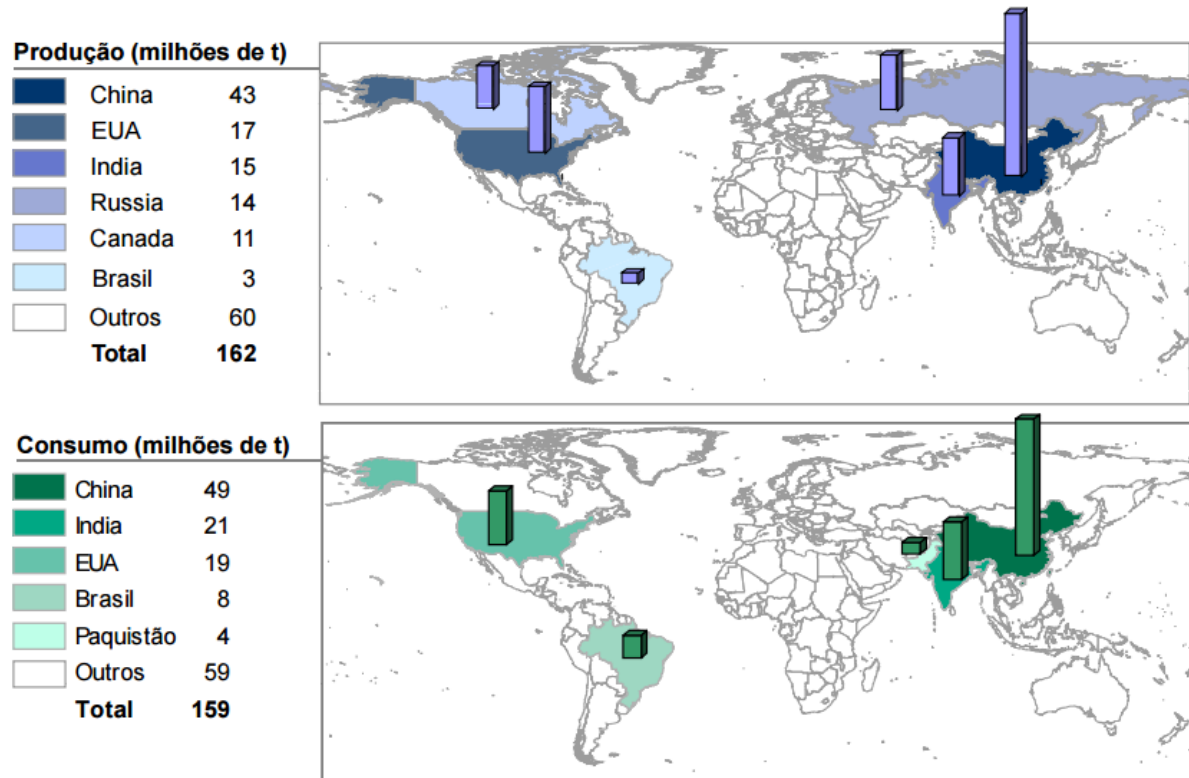 Produção (milhões de t)
China 43
EUA 17
India 15
Russia 14
Canada 11
Brasil 3
Outros 60
Total 162
Consumo (milhões de t)
China 49
India 21
EUA 19
Brasil 8
Paquistão 4
Outros 59
Total 159